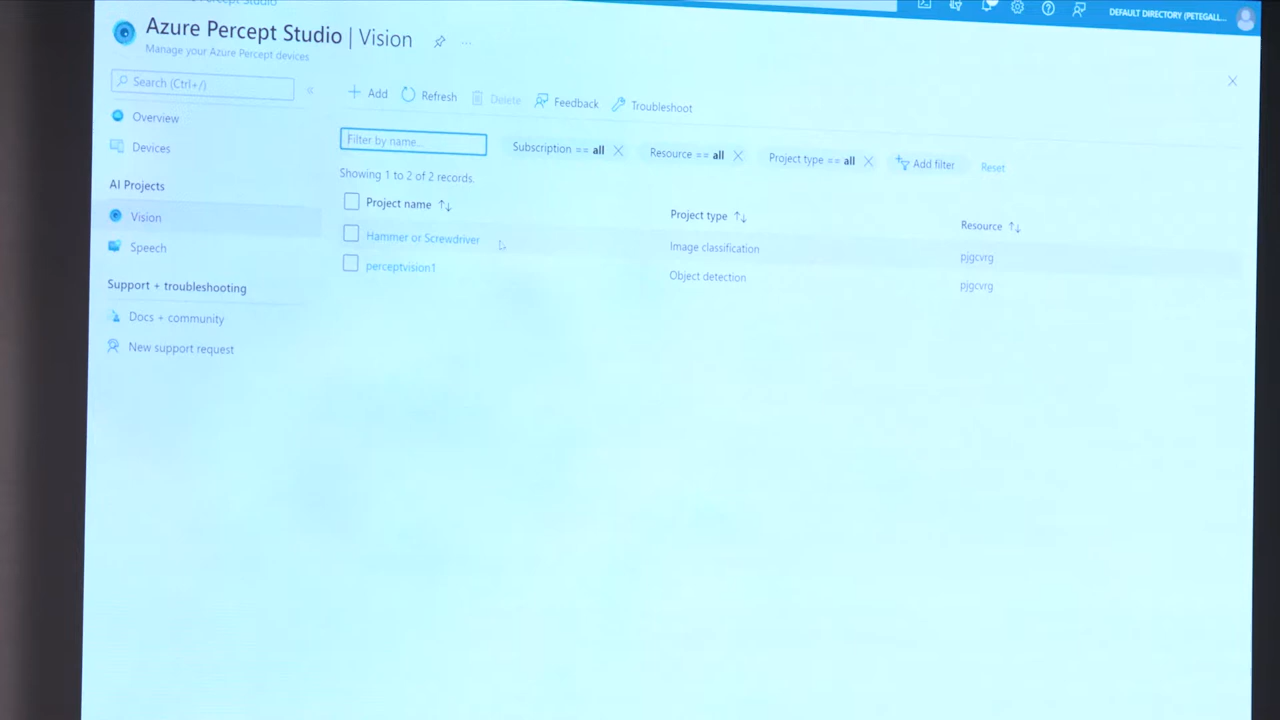 Azure Percept Studio | Vision
Manage your Azure Percept devices
DEFAULT DIRECTORY (PETEGALL...
Search (Ctrl+/)
Overview
Devices
AI Projects
Vision
Speech
Support + troubleshooting
Docs + community
New support request
Add
Refresh
Delete
Feedback
Troubleshoot
Filter by name...
Subscription == all
Resource == all
Project type == all
Add filter
Reset
Showing 1 to 2 of 2 records.
Project name Project type Resource
Hammer or Screwdriver Image classification pjgcvrg
perceptvision1 Object detection pjgcvrg